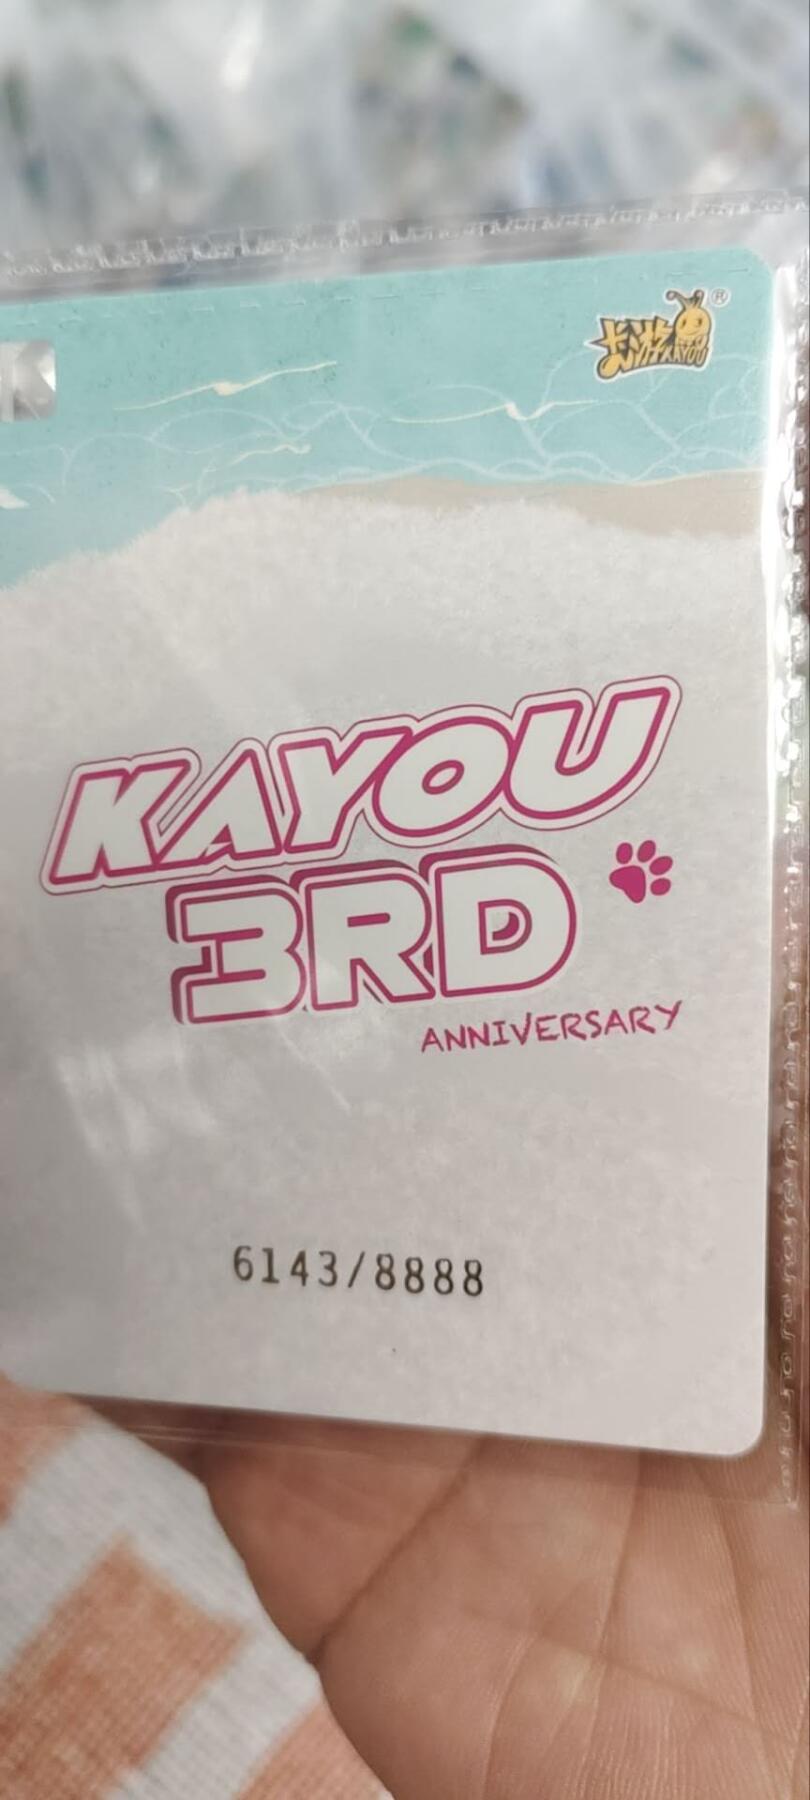 K
卡游 KAYOU ®
KAYOU
3RD
ANNIVERSARY
6143/8888